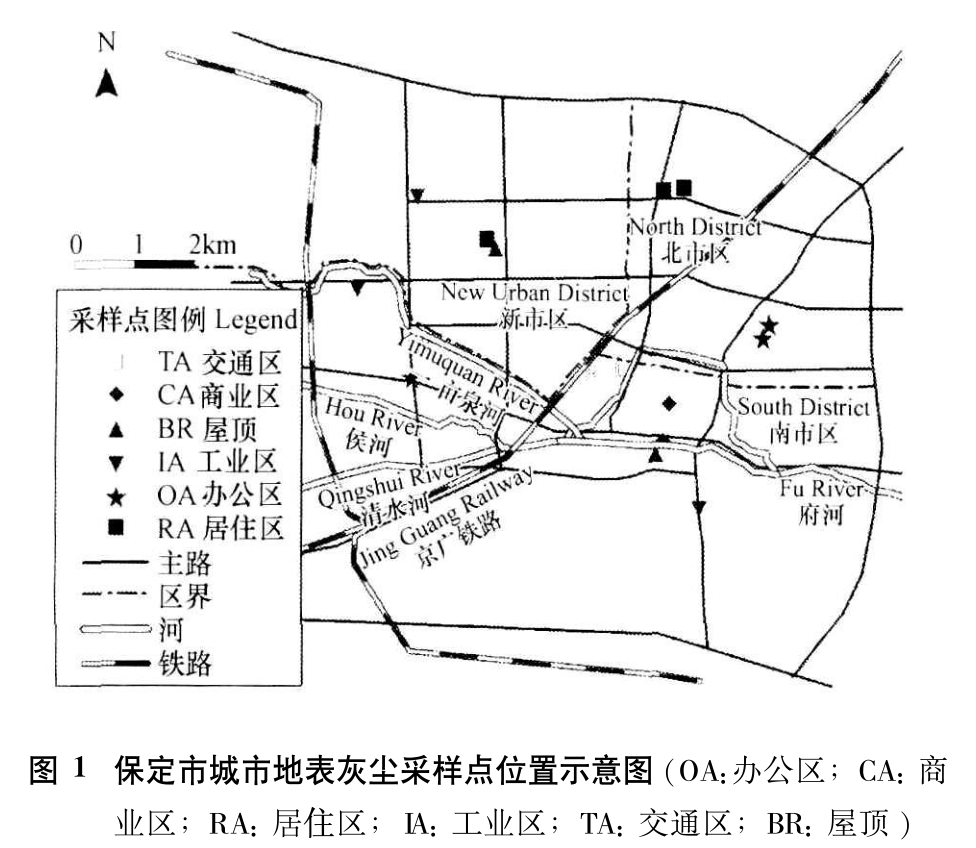 N
0 1 2km
North District
北市区
New Urban District
新市区
采样点图例 Legend
TA 交通区
CA 商业区
BR 屋顶
IA 工业区
OA 办公区
RA 居住区
主路
区界
河
铁路
Yimuquan River
亩泉河
Hou River
侯河
South District
南市区
Qingshui River
清水河
Fu River
府河
Jing Guang Railway
京广铁路
图 1 保定市城市地表灰尘采样点位置示意图 (OA:办公区; CA: 商
业区; RA: 居住区; IA: 工业区; TA: 交通区; BR: 屋顶 )